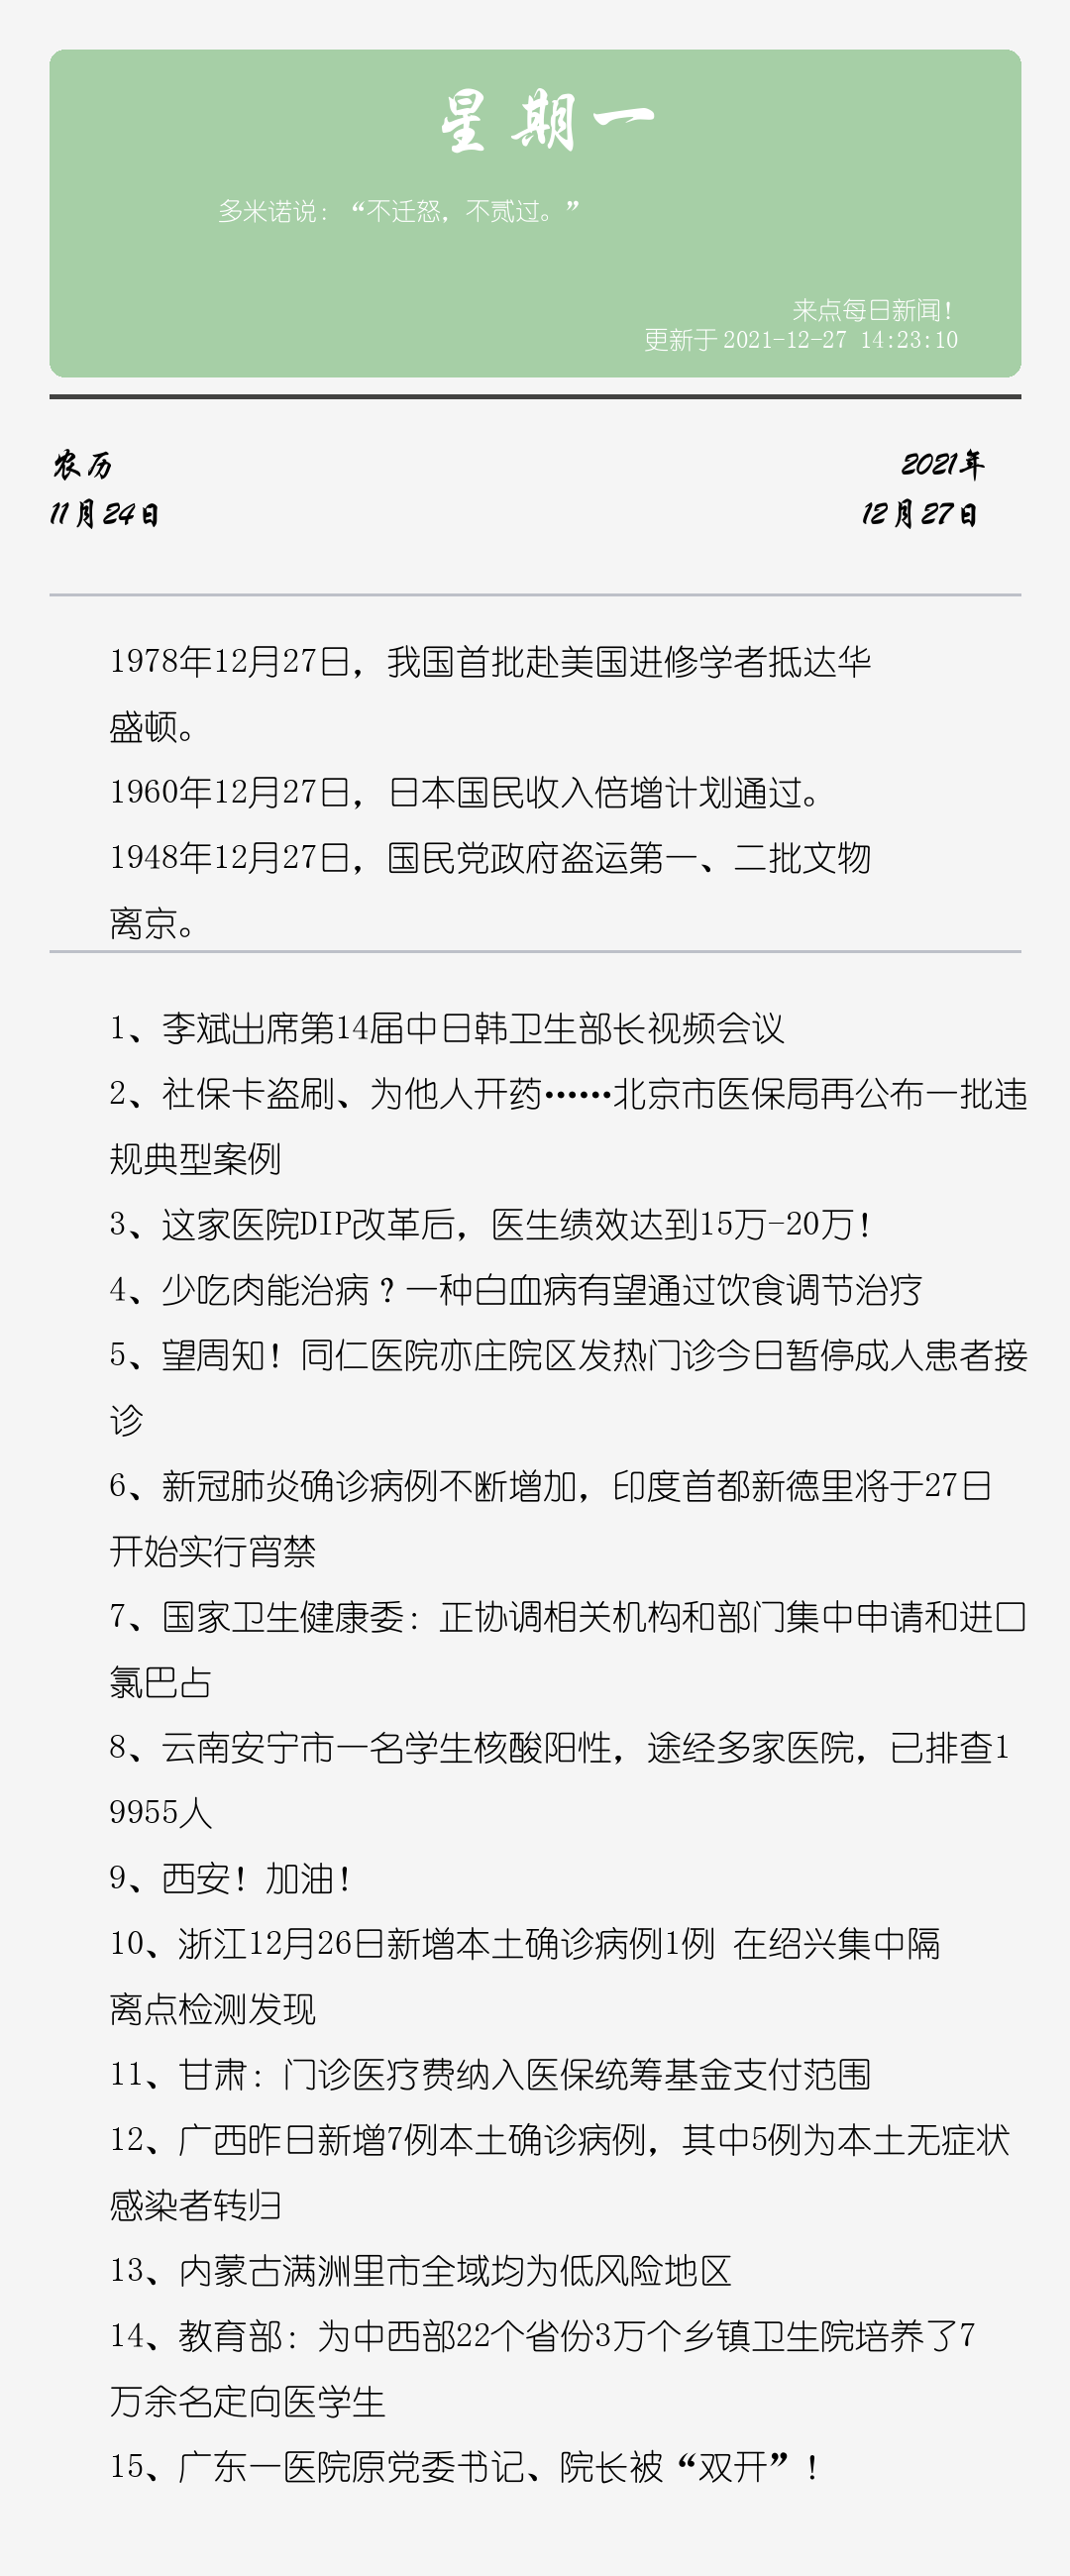 星期一
多米诺说：“不迁怒，不贰过。”
来点每日新闻！
更新于 2021-12-27 14:23:10
农历
2021年
11月24日
12月27日
1978年12月27日，我国首批赴美国进修学者抵达华
盛顿。
1960年12月27日，日本国民收入倍增计划通过。
1948年12月27日，国民党政府盗运第一、二批文物
离京。
1、李斌出席第14届中日韩卫生部长视频会议
2、社保卡盗刷、为他人开药……北京市医保局再公布一批违
规典型案例
3、这家医院DIP改革后，医生绩效达到15万-20万！
4、少吃肉能治病？一种白血病有望通过饮食调节治疗
5、望周知！同仁医院亦庄院区发热门诊今日暂停成人患者接
诊
6、新冠肺炎确诊病例不断增加，印度首都新德里将于27日
开始实行宵禁
7、国家卫生健康委：正协调相关机构和部门集中申请和进口
氯巴占
8、云南安宁市一名学生核酸阳性，途经多家医院，已排查1
9955人
9、西安！加油！
10、浙江12月26日新增本土确诊病例1例 在绍兴集中隔
离点检测发现
11、甘肃：门诊医疗费纳入医保统筹基金支付范围
12、广西昨日新增7例本土确诊病例，其中5例为本土无症状
感染者转归
13、内蒙古满洲里市全域均为低风险地区
14、教育部：为中西部22个省份3万个乡镇卫生院培养了7
万余名定向医学生
15、广东一医院原党委书记、院长被“双开”！